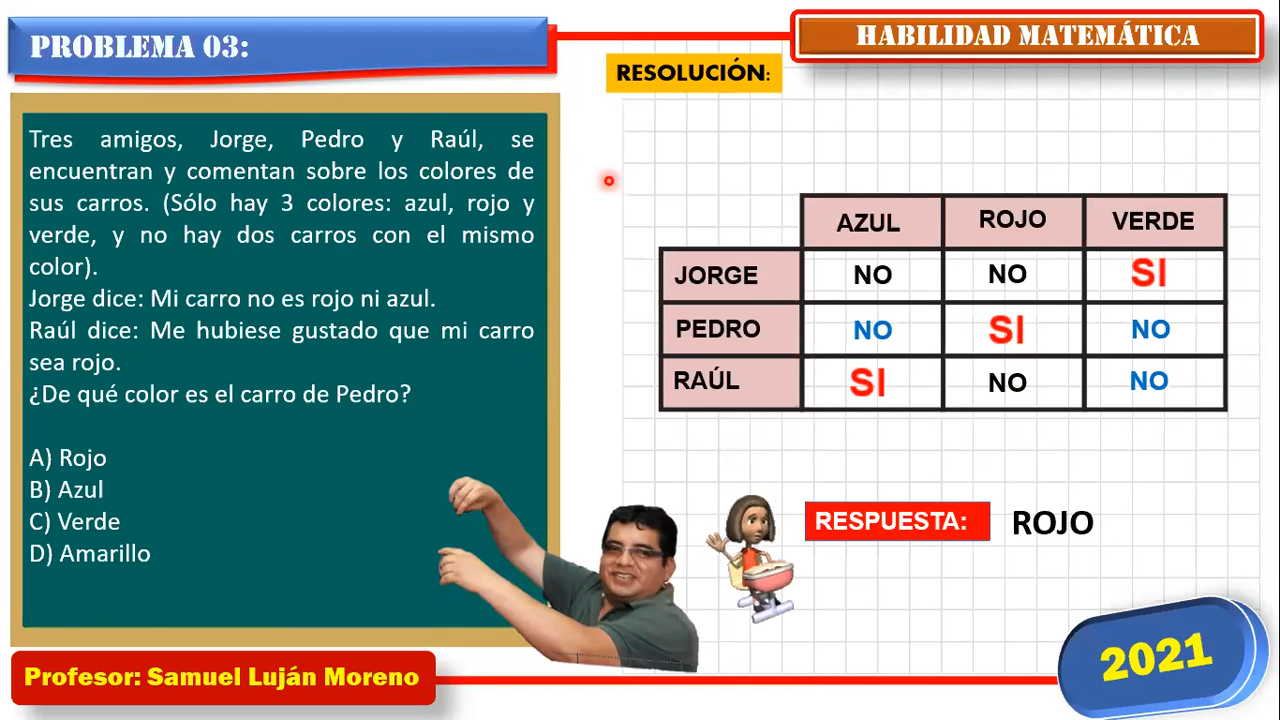 PROBLEMA 03:
HABILIDAD MATEMÁTICA
RESOLUCIÓN:
Tres amigos, Jorge, Pedro y Raúl, se
encuentran y comentan sobre los colores de
sus carros. (Sólo hay 3 colores: azul, rojo y
verde, y no hay dos carros con el mismo
color).
Jorge dice: Mi carro no es rojo ni azul.
Raúl dice: Me hubiese gustado que mi carro
sea rojo.
¿De qué color es el carro de Pedro?
A) Rojo
B) Azul
C) Verde
D) Amarillo
AZUL ROJO VERDE
JORGE NO NO SI
PEDRO NO SI NO
RAÚL SI NO NO
RESPUESTA: ROJO
Profesor: Samuel Luján Moreno
2021